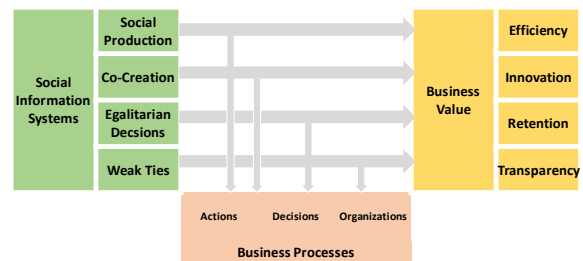 Social
Information
Systems
Social
Production
Co-Creation
Egalitarian
Decsions
Weak Ties
Business
Value
Efficiency
Innovation
Retention
Transparency
Actions Decisions Organizations
Business Processes